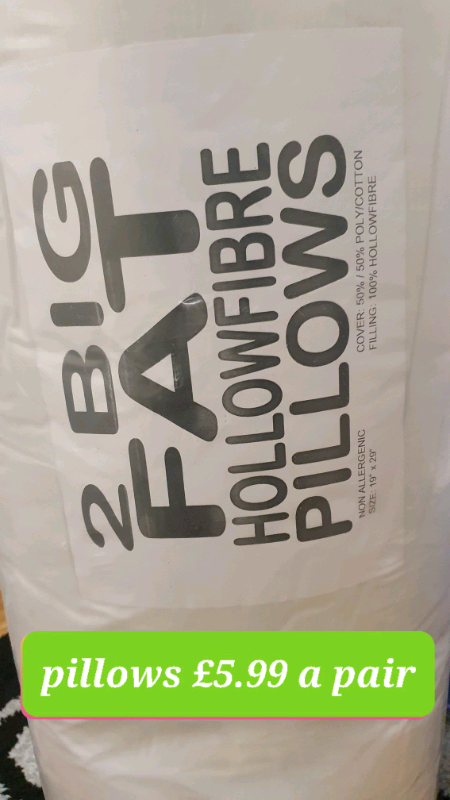 2 BIG
FAT
HOLLOWFIBRE
PILLOWS
NON ALLERGENIC
SIZE: 19" x 29"
COVER: 50% / 50% POLY/COTTON
FILLING: 100% HOLLOWFIBRE
pillows £5.99 a pair